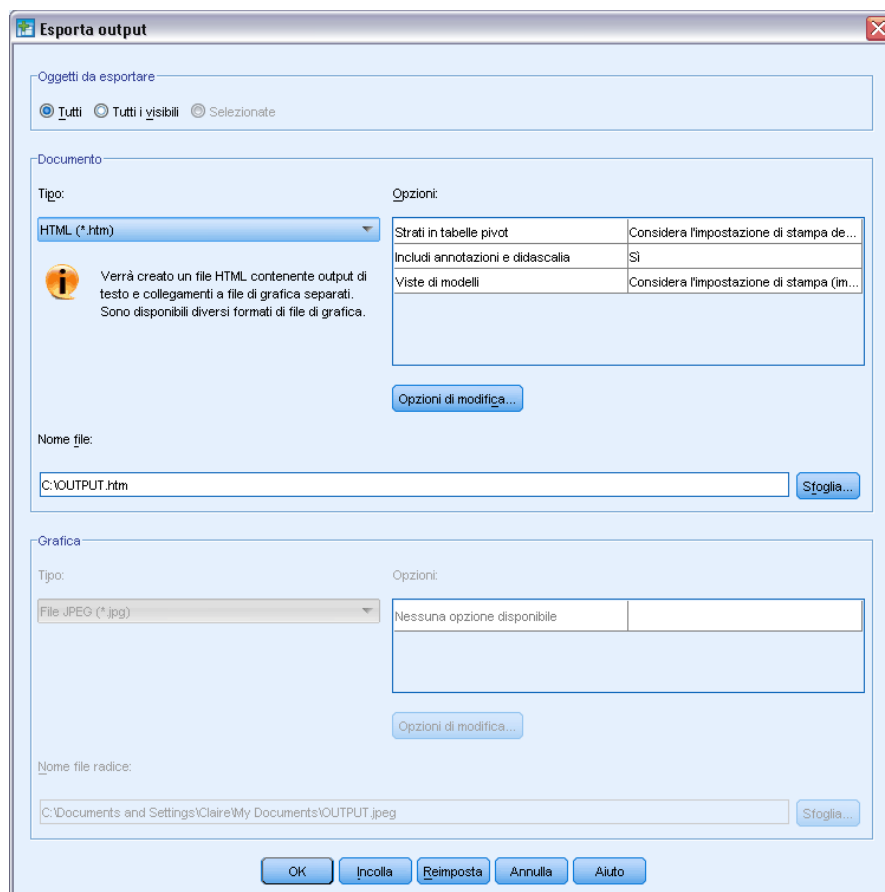 Esporta output
Oggetti da esportare
Tutti Tutti i visibili Selezionate
Documento
Tipo:
HTML (*.htm)
Verrà creato un file HTML contenente output di
testo e collegamenti a file di grafica separati.
Sono disponibili diversi formati di file di grafica.
Opzioni:
Strati in tabelle pivot Considera l'impostazione di stampa de...
Includi annotazioni e didascalia Sì
Viste di modelli Considera l'impostazione di stampa (im...
Opzioni di modifica...
Nome file:
C:\OUTPUT.htm Sfoglia...
Grafica
Tipo:
File JPEG (*.jpg)
Opzioni:
Nessuna opzione disponibile
Opzioni di modifica...
Nome file radice:
C:\Documents and Settings\Claire\My Documents\OUTPUT.jpeg Sfoglia...
OK Incolla Reimposta Annulla Aiuto